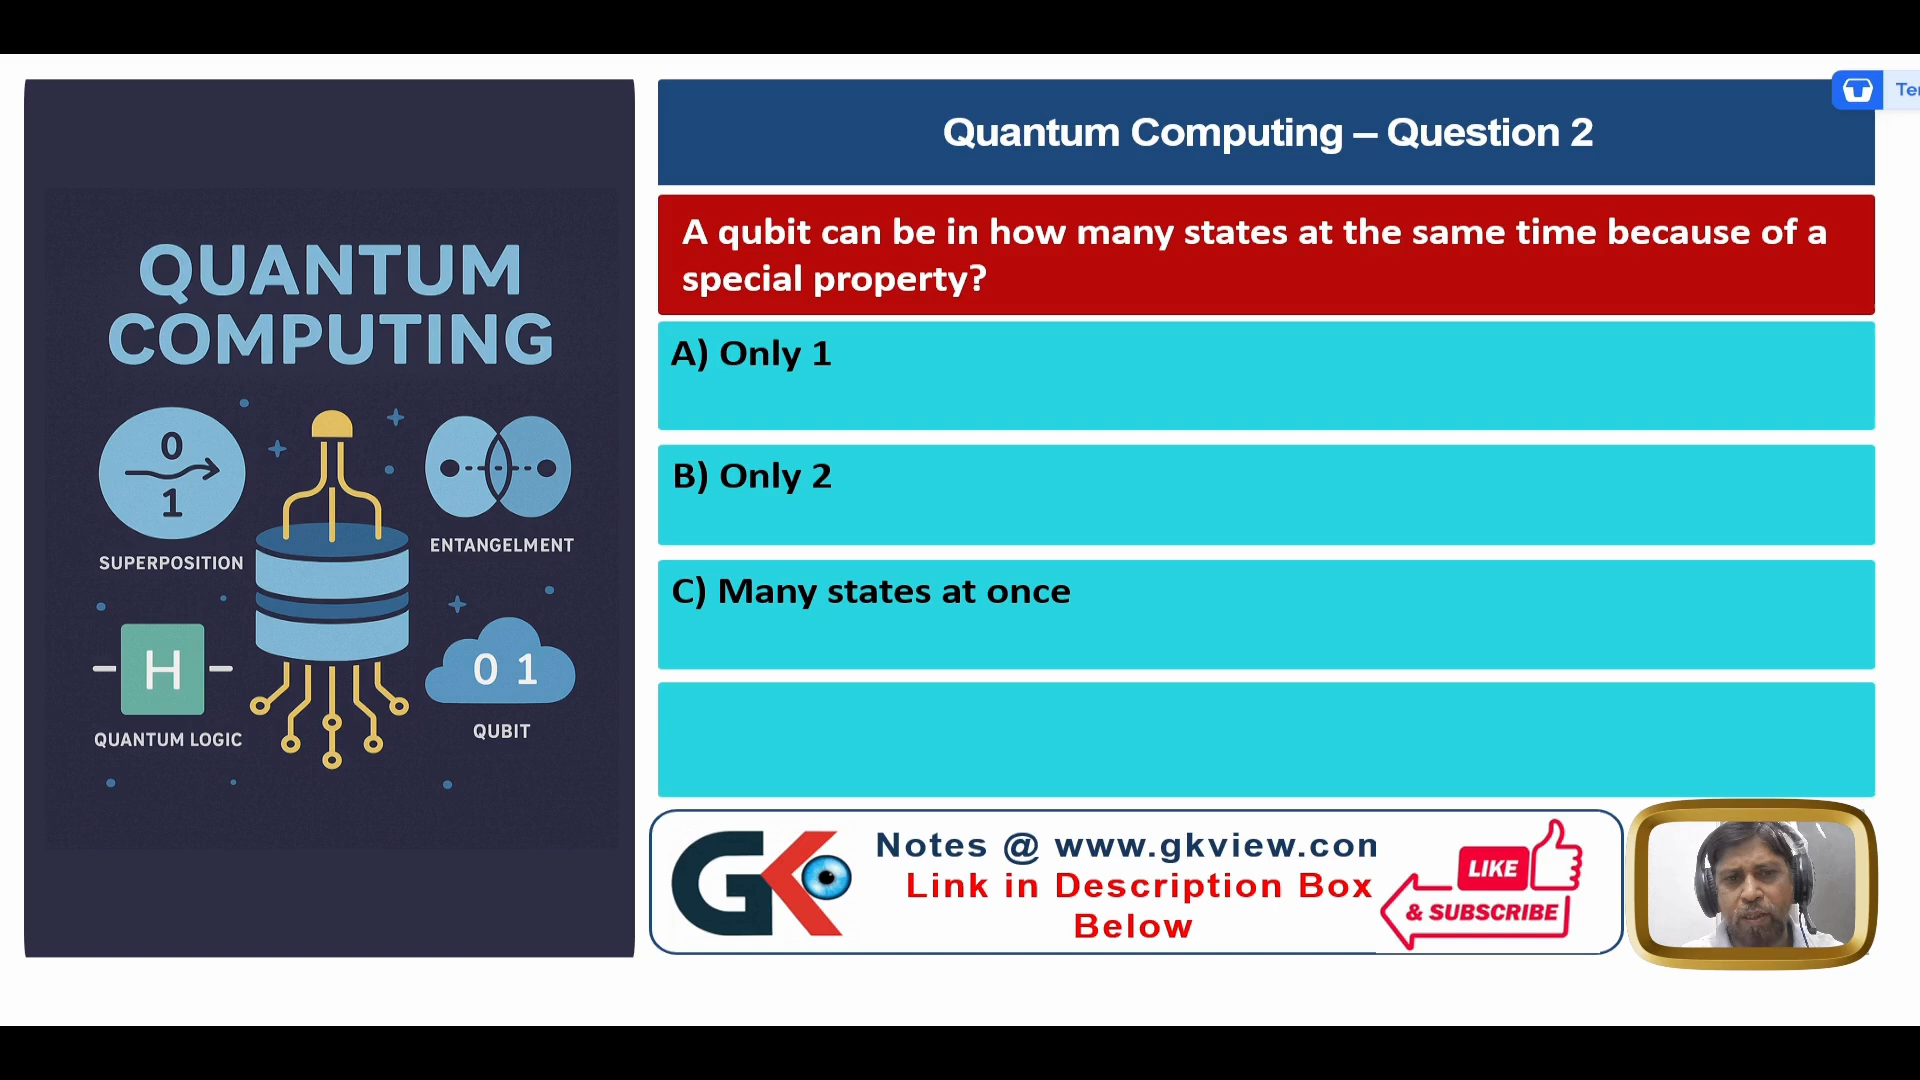 QUANTUM
COMPUTING
0
1
SUPERPOSITION
ENTANGELMENT
H
QUANTUM LOGIC
0 1
QUBIT
Quantum Computing – Question 2
A qubit can be in how many states at the same time because of a
special property?
A) Only 1
B) Only 2
C) Many states at once
GK
Notes @ www.gkview.con
Link in Description Box
Below
LIKE
& SUBSCRIBE